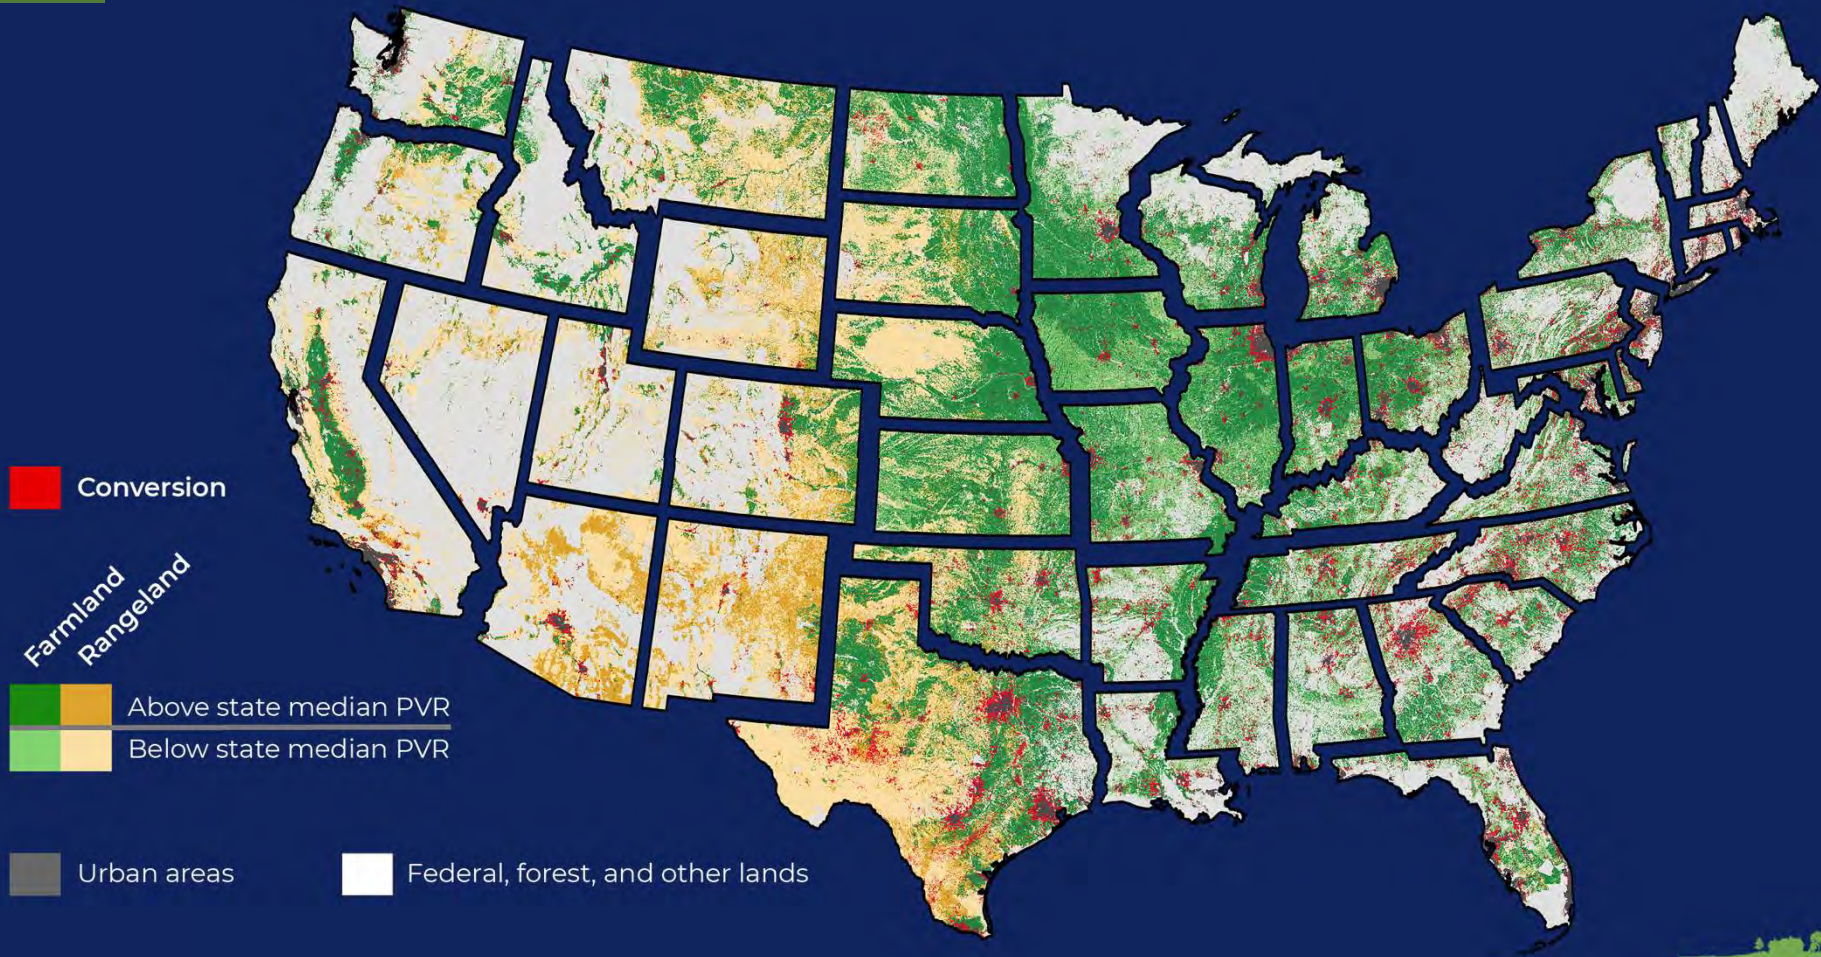 Conversion
Farmland
Rangeland
Above state median PVR
Below state median PVR
Urban areas
Federal, forest, and other lands